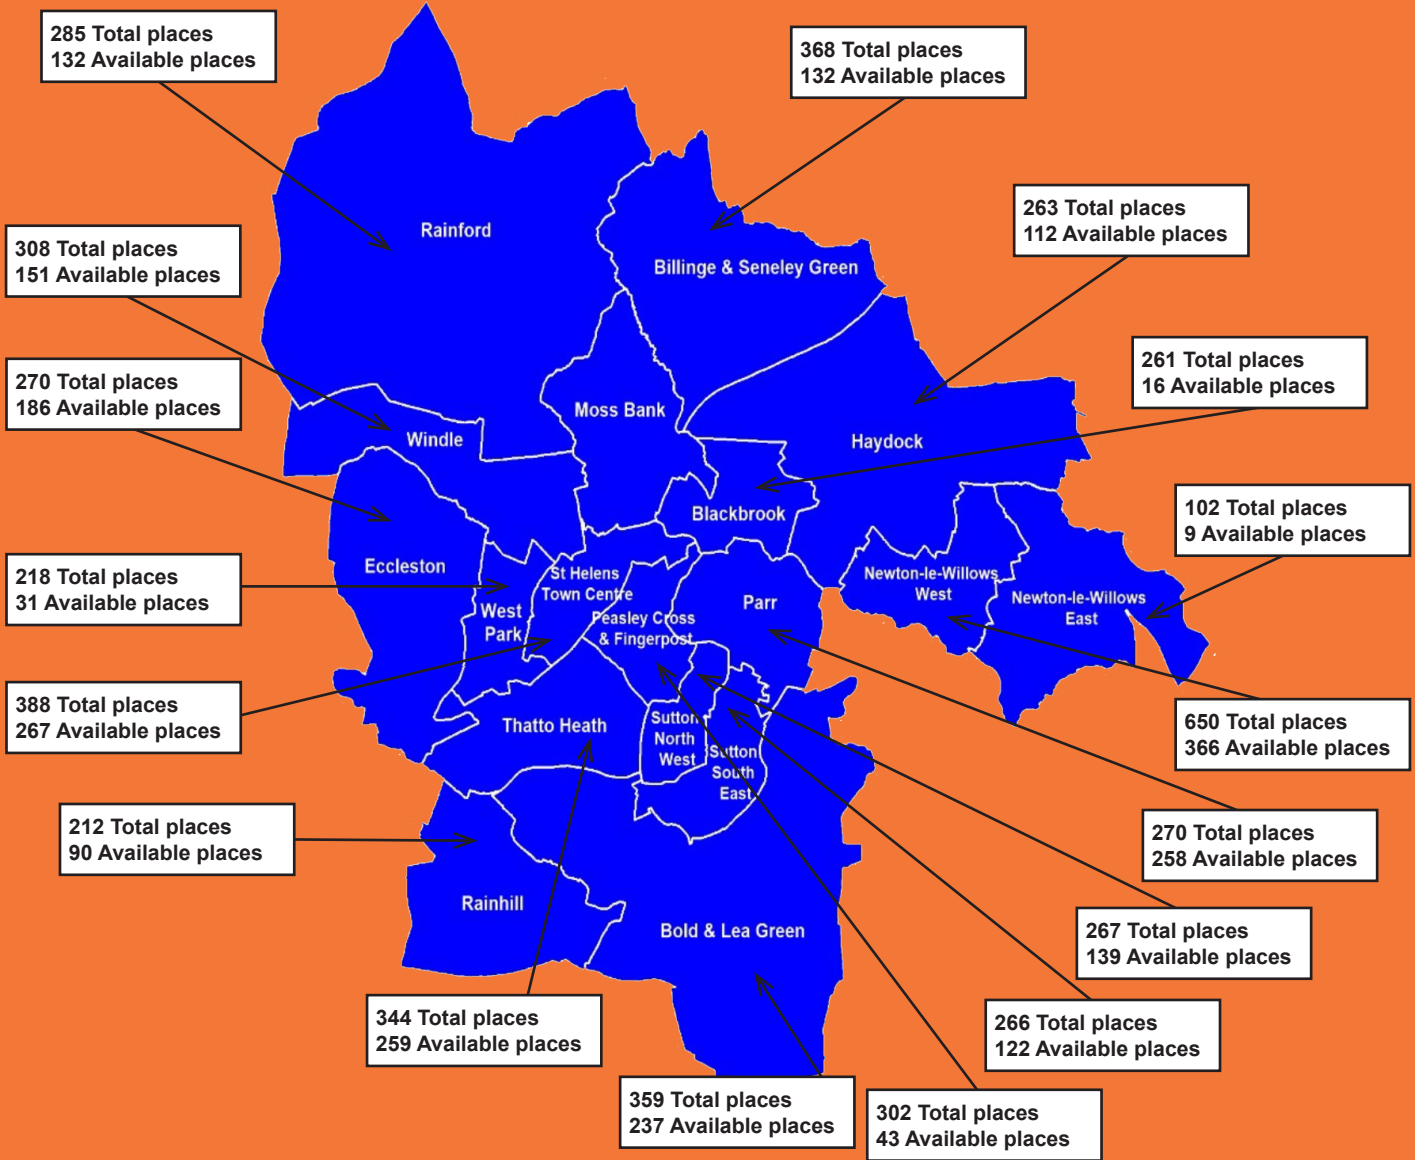 285 Total places
132 Available places
368 Total places
132 Available places
263 Total places
112 Available places
Rainford
308 Total places
151 Available places
Billinge & Seneley Green
261 Total places
16 Available places
270 Total places
186 Available places
Moss Bank
Windle
Haydock
102 Total places
9 Available places
Blackbrook
218 Total places
31 Available places
Eccleston
St Helens
Town Centre
West
Park
Peasley Cross
& Fingerpost
Parr
Newton-le-Willows
West
Newton-le-Willows
East
388 Total places
267 Available places
650 Total places
366 Available places
Thatto Heath
Sutton
North
West
Sutton
South
East
212 Total places
90 Available places
270 Total places
258 Available places
Rainhill
Bold & Lea Green
267 Total places
139 Available places
344 Total places
259 Available places
266 Total places
122 Available places
359 Total places
237 Available places
302 Total places
43 Available places